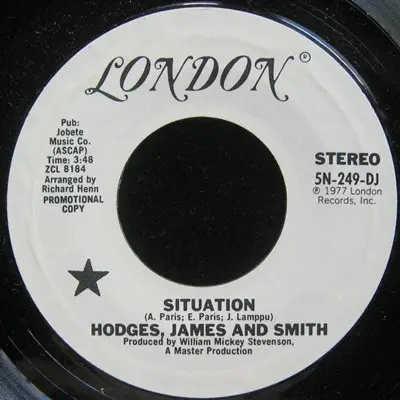 LONDON®
Pub:
Jobete
Music Co.
(ASCAP)
Time: 3:48
ZCL 8184
Arranged by
Richard Henn
PROMOTIONAL
COPY
STEREO
5N-249-DJ
℗ 1977 London
Records, Inc.
SITUATION
(A. Paris; E. Paris; J. Lamppu)
HODGES, JAMES AND SMITH
Produced by William Mickey Stevenson,
A Master Production